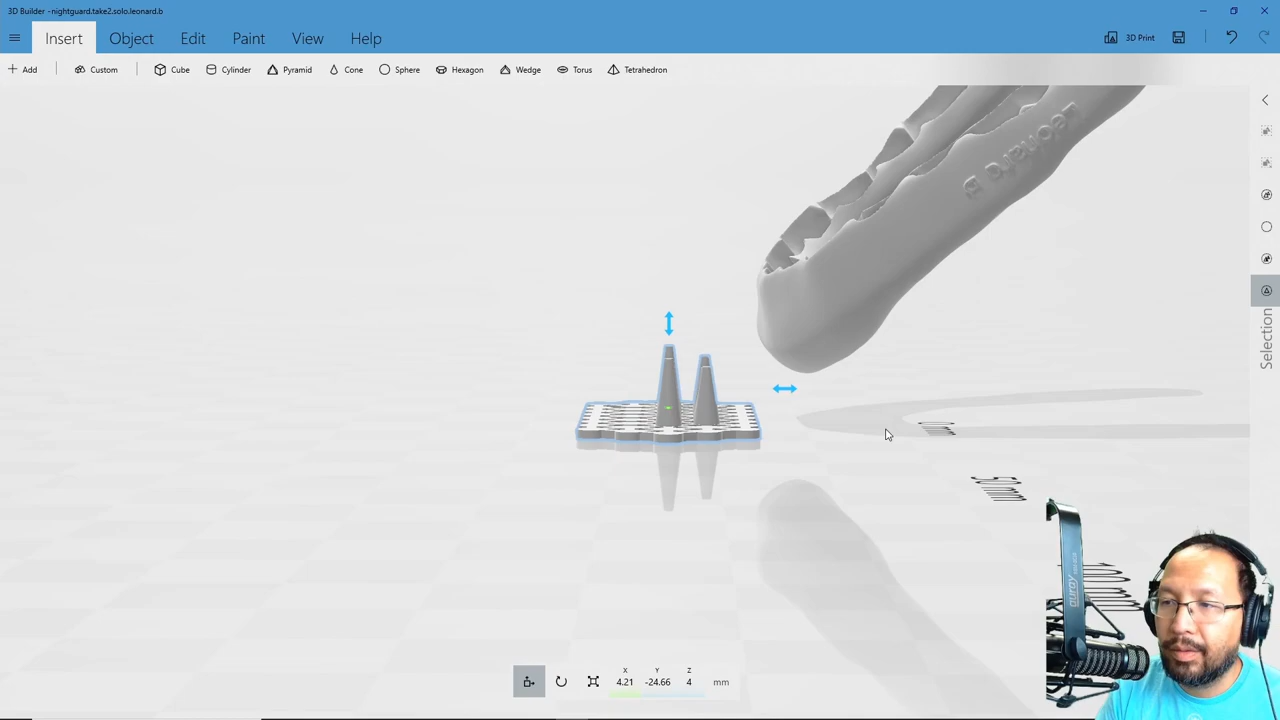 3D Builder -nightguard.take2.solo.leonard.b
Insert
Object
Edit
Paint
View
Help
3D Print
Add
Custom
Cube
Cylinder
Pyramid
Cone
Sphere
Hexagon
Wedge
Torus
Tetrahedron
Leonard b
Selection
X
Y
Z
4.21
-24.66
4
mm